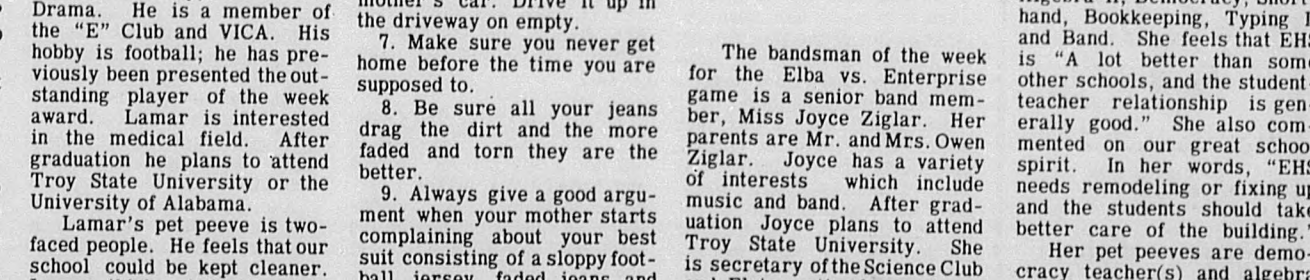 Drama. He is a member of
the "E" Club and VICA. His
hobby is football; he has pre-
viously been presented the out-
standing player of the week
award. Lamar is interested
in the medical field. After
graduation he plans to attend
Troy State University or the
University of Alabama.
Lamar's pet peeve is two-
faced people. He feels that our
school could be kept cleaner.
mother's car. Drive it up in
the driveway on empty.
7. Make sure you never get
home before the time you are
supposed to.
8. Be sure all your jeans
drag the dirt and the more
faded and torn they are the
better.
9. Always give a good argu-
ment when your mother starts
complaining about your best
suit consisting of a sloppy foot-
ball jersey, faded jeans and
The bandsman of the week
for the Elba vs. Enterprise
game is a senior band mem-
ber, Miss Joyce Ziglar. Her
parents are Mr. and Mrs. Owen
Ziglar. Joyce has a variety
of interests which include
music and band. After grad-
uation Joyce plans to attend
Troy State University. She
is secretary of the Science Club
hand, Bookkeeping, Typing
and Band. She feels that EHS
is "A lot better than some
other schools, and the student
teacher relationship is gen
erally good." She also com
mented on our great school
spirit. In her words, "EHS
needs remodeling or fixing up
and the students should take
better care of the building."
Her pet peeves are demo
cracy teacher(s) and algebra